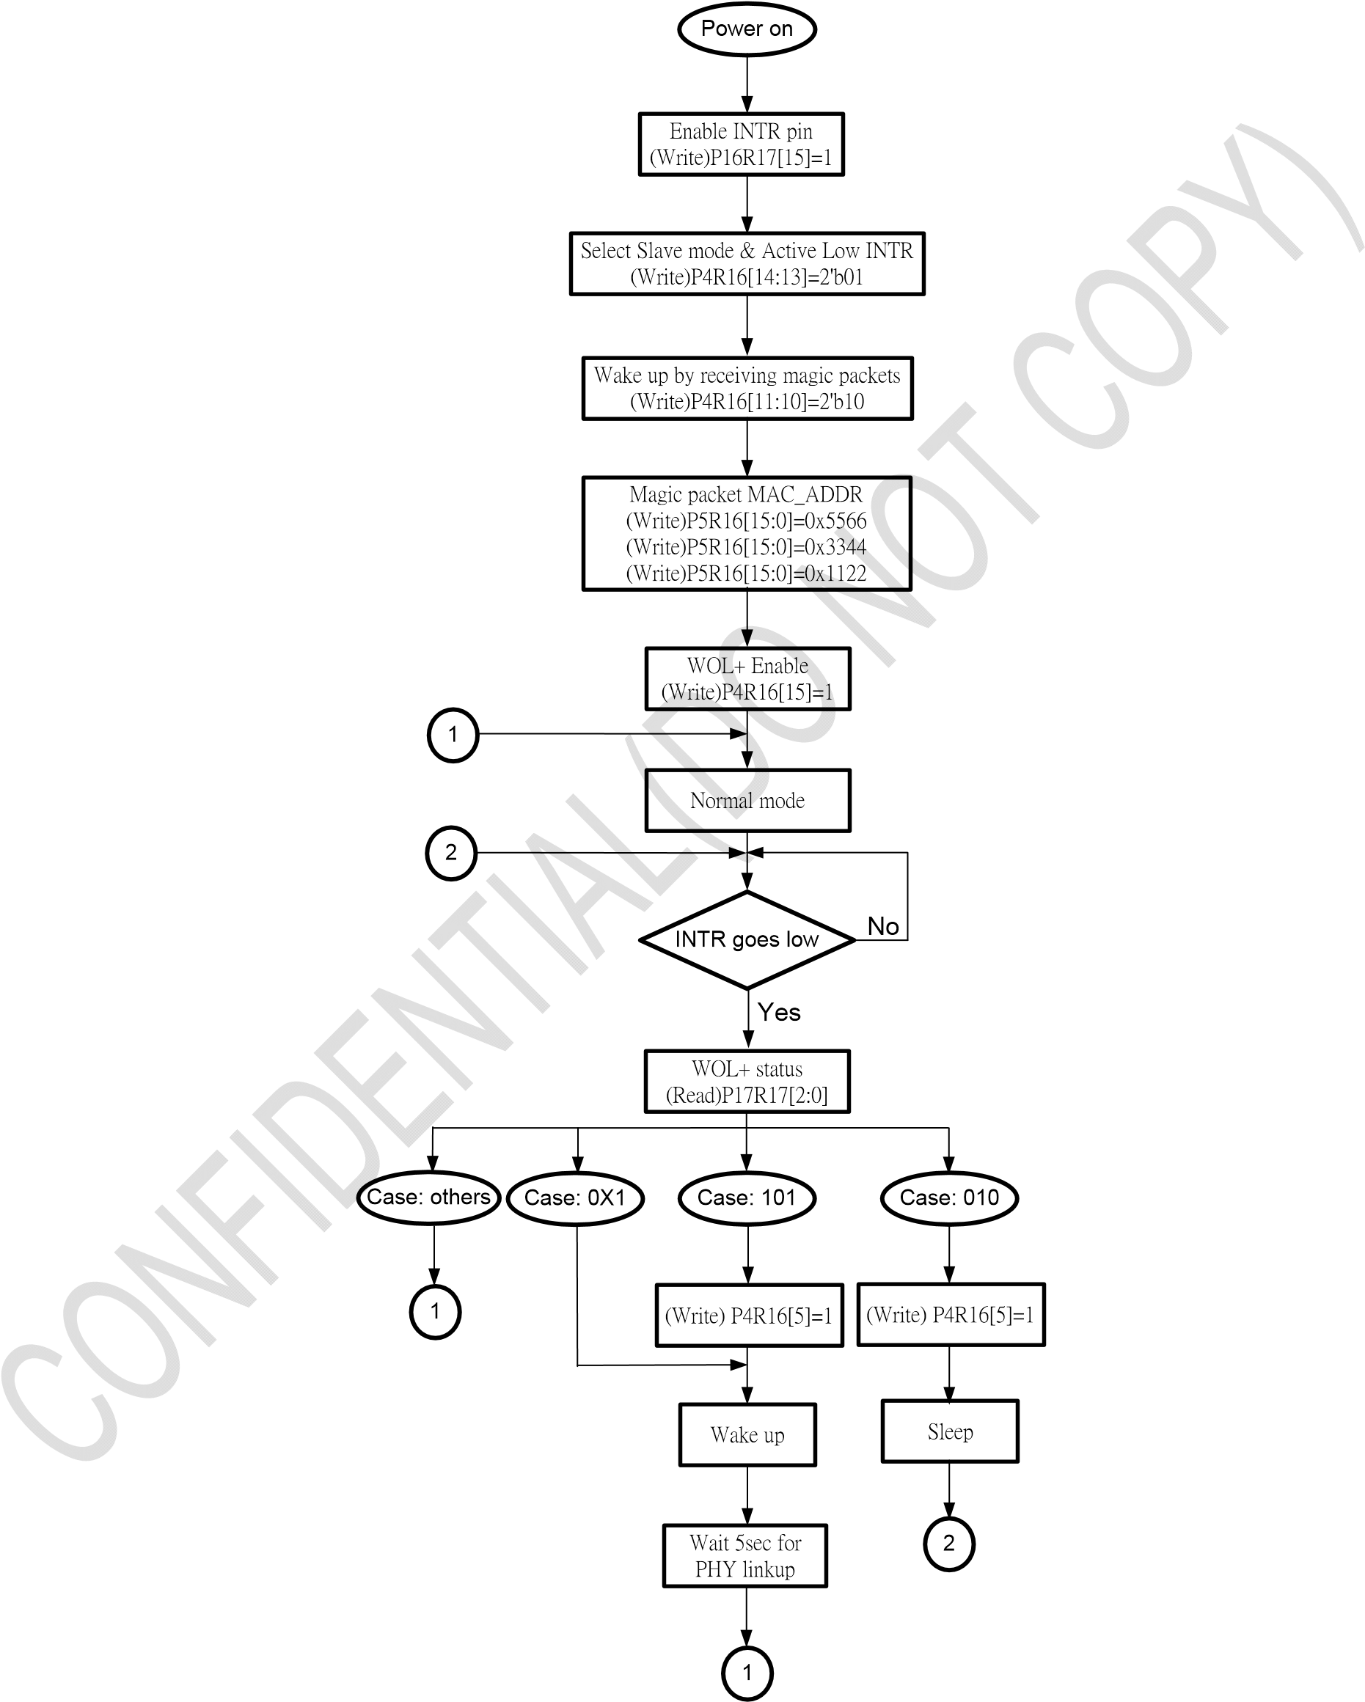 Power on
Enable INTR pin
(Write)P16R17[15]=1
Select Slave mode & Active Low INTR
(Write)P4R16[14:13]=2'b01
Wake up by receiving magic packets
(Write)P4R16[11:10]=2'b10
Magic packet MAC_ADDR
(Write)P5R16[15:0]=0x5566
(Write)P5R16[15:0]=0x3344
(Write)P5R16[15:0]=0x1122
WOL+ Enable
(Write)P4R16[15]=1
1
Normal mode
2
INTR goes low
No
Yes
WOL+ status
(Read)P17R17[2:0]
Case: others
Case: 0X1
Case: 101
Case: 010
1
(Write) P4R16[5]=1
(Write) P4R16[5]=1
Wake up
Sleep
Wait 5sec for
PHY linkup
2
1
CONFIDENTIAL(DO NOT COPY)